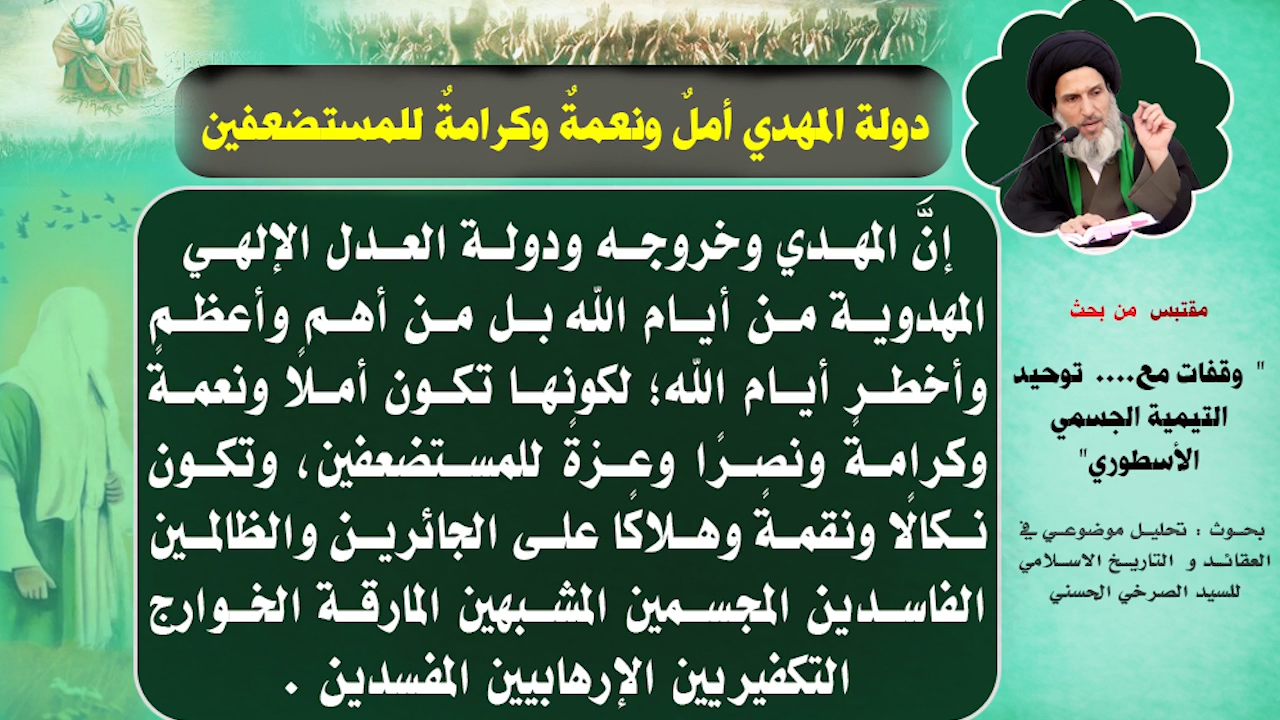 دولة المهدي أملٌ ونعمةٌ وكرامةٌ للمستضعفين
إنَّ المهدي وخروجه ودولة العدل الإلهي
المهدوية من أيام الله بل من أهم وأعظم
وأخطر أيام الله؛ لكونها تكون أملاً ونعمةً
وكرامةً ونصرًا وعزةً للمستضعفين، وتكون
نكالًا ونقمةً وهلاكًا على الجائرين والظالمين
الفاسدين المجسمين المشبهين المارقة الخوارج
التكفيريين الإرهابيين المفسدين .
مقتبس من بحث
" وقفات مع.... توحيد
التيمية الجسمي
الأسطوري"
بحوث : تحليل موضوعي في
العقائد و التاريخ الاسلامي
للسيد الصرخي الحسني